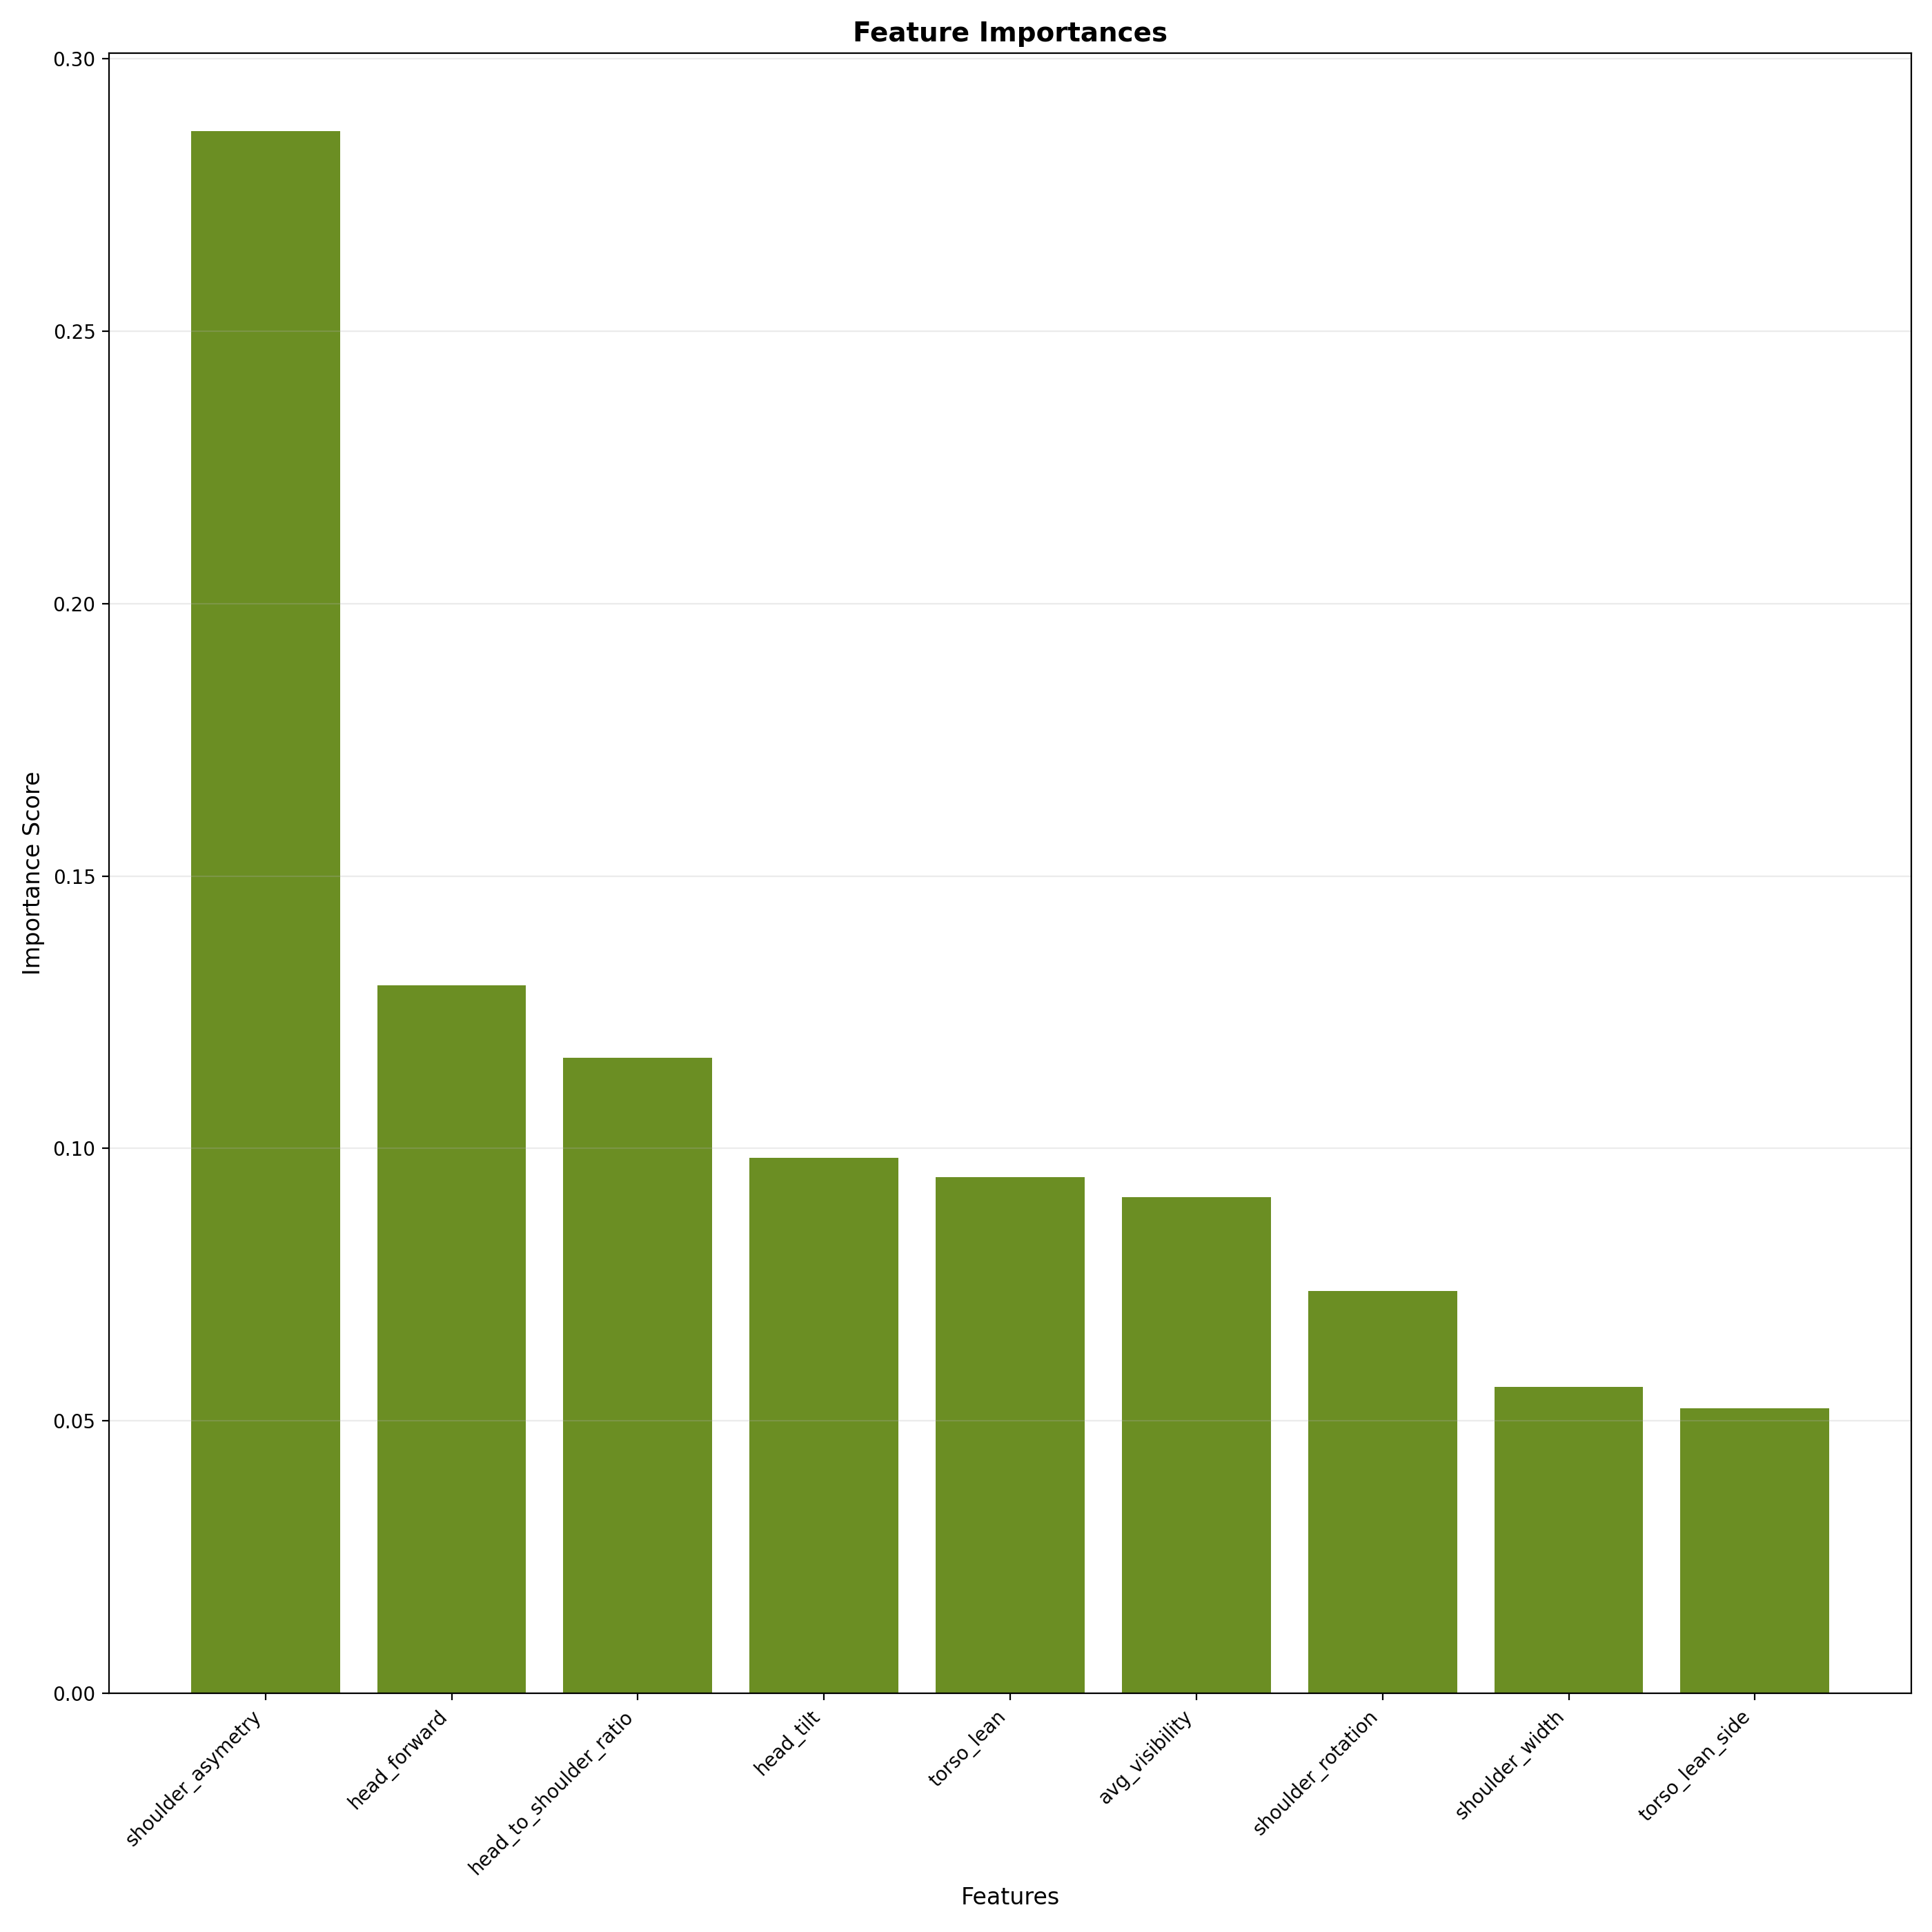 Feature Importances
0.30
0.25
0.20
0.15
0.10
0.05
0.00
Importance Score
shoulder_asymetry
head_forward
head_to_shoulder_ratio
head_tilt
torso_lean
avg_visibility
shoulder_rotation
shoulder_width
torso_lean_side
Features